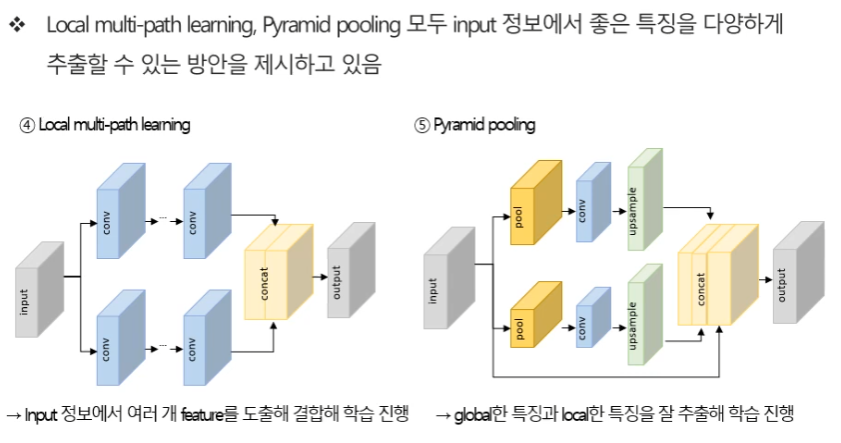 ❖ Local multi-path learning, Pyramid pooling 모두 input 정보에서 좋은 특징을 다양하게
추출할 수 있는 방안을 제시하고 있음
④ Local multi-path learning
input
conv
...
conv
conv
...
conv
concat
output
→ Input 정보에서 여러 개 feature를 도출해 결합해 학습 진행
⑤ Pyramid pooling
input
pool
conv
upsample
pool
conv
upsample
concat
output
→ global한 특징과 local한 특징을 잘 추출해 학습 진행